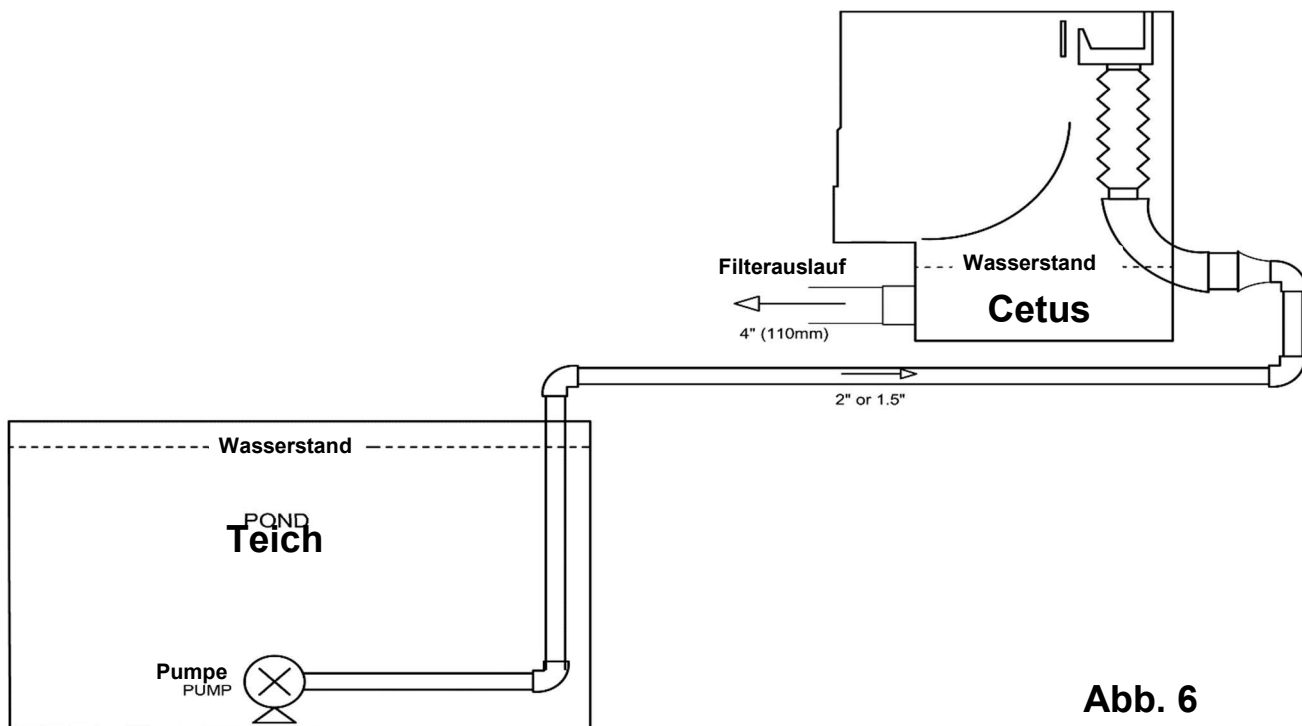 Filterauslauf
Wasserstand
Cetus
4" (110mm)
2" or 1.5"
Wasserstand
POND
Teich
Pumpe
PUMP
Abb. 6